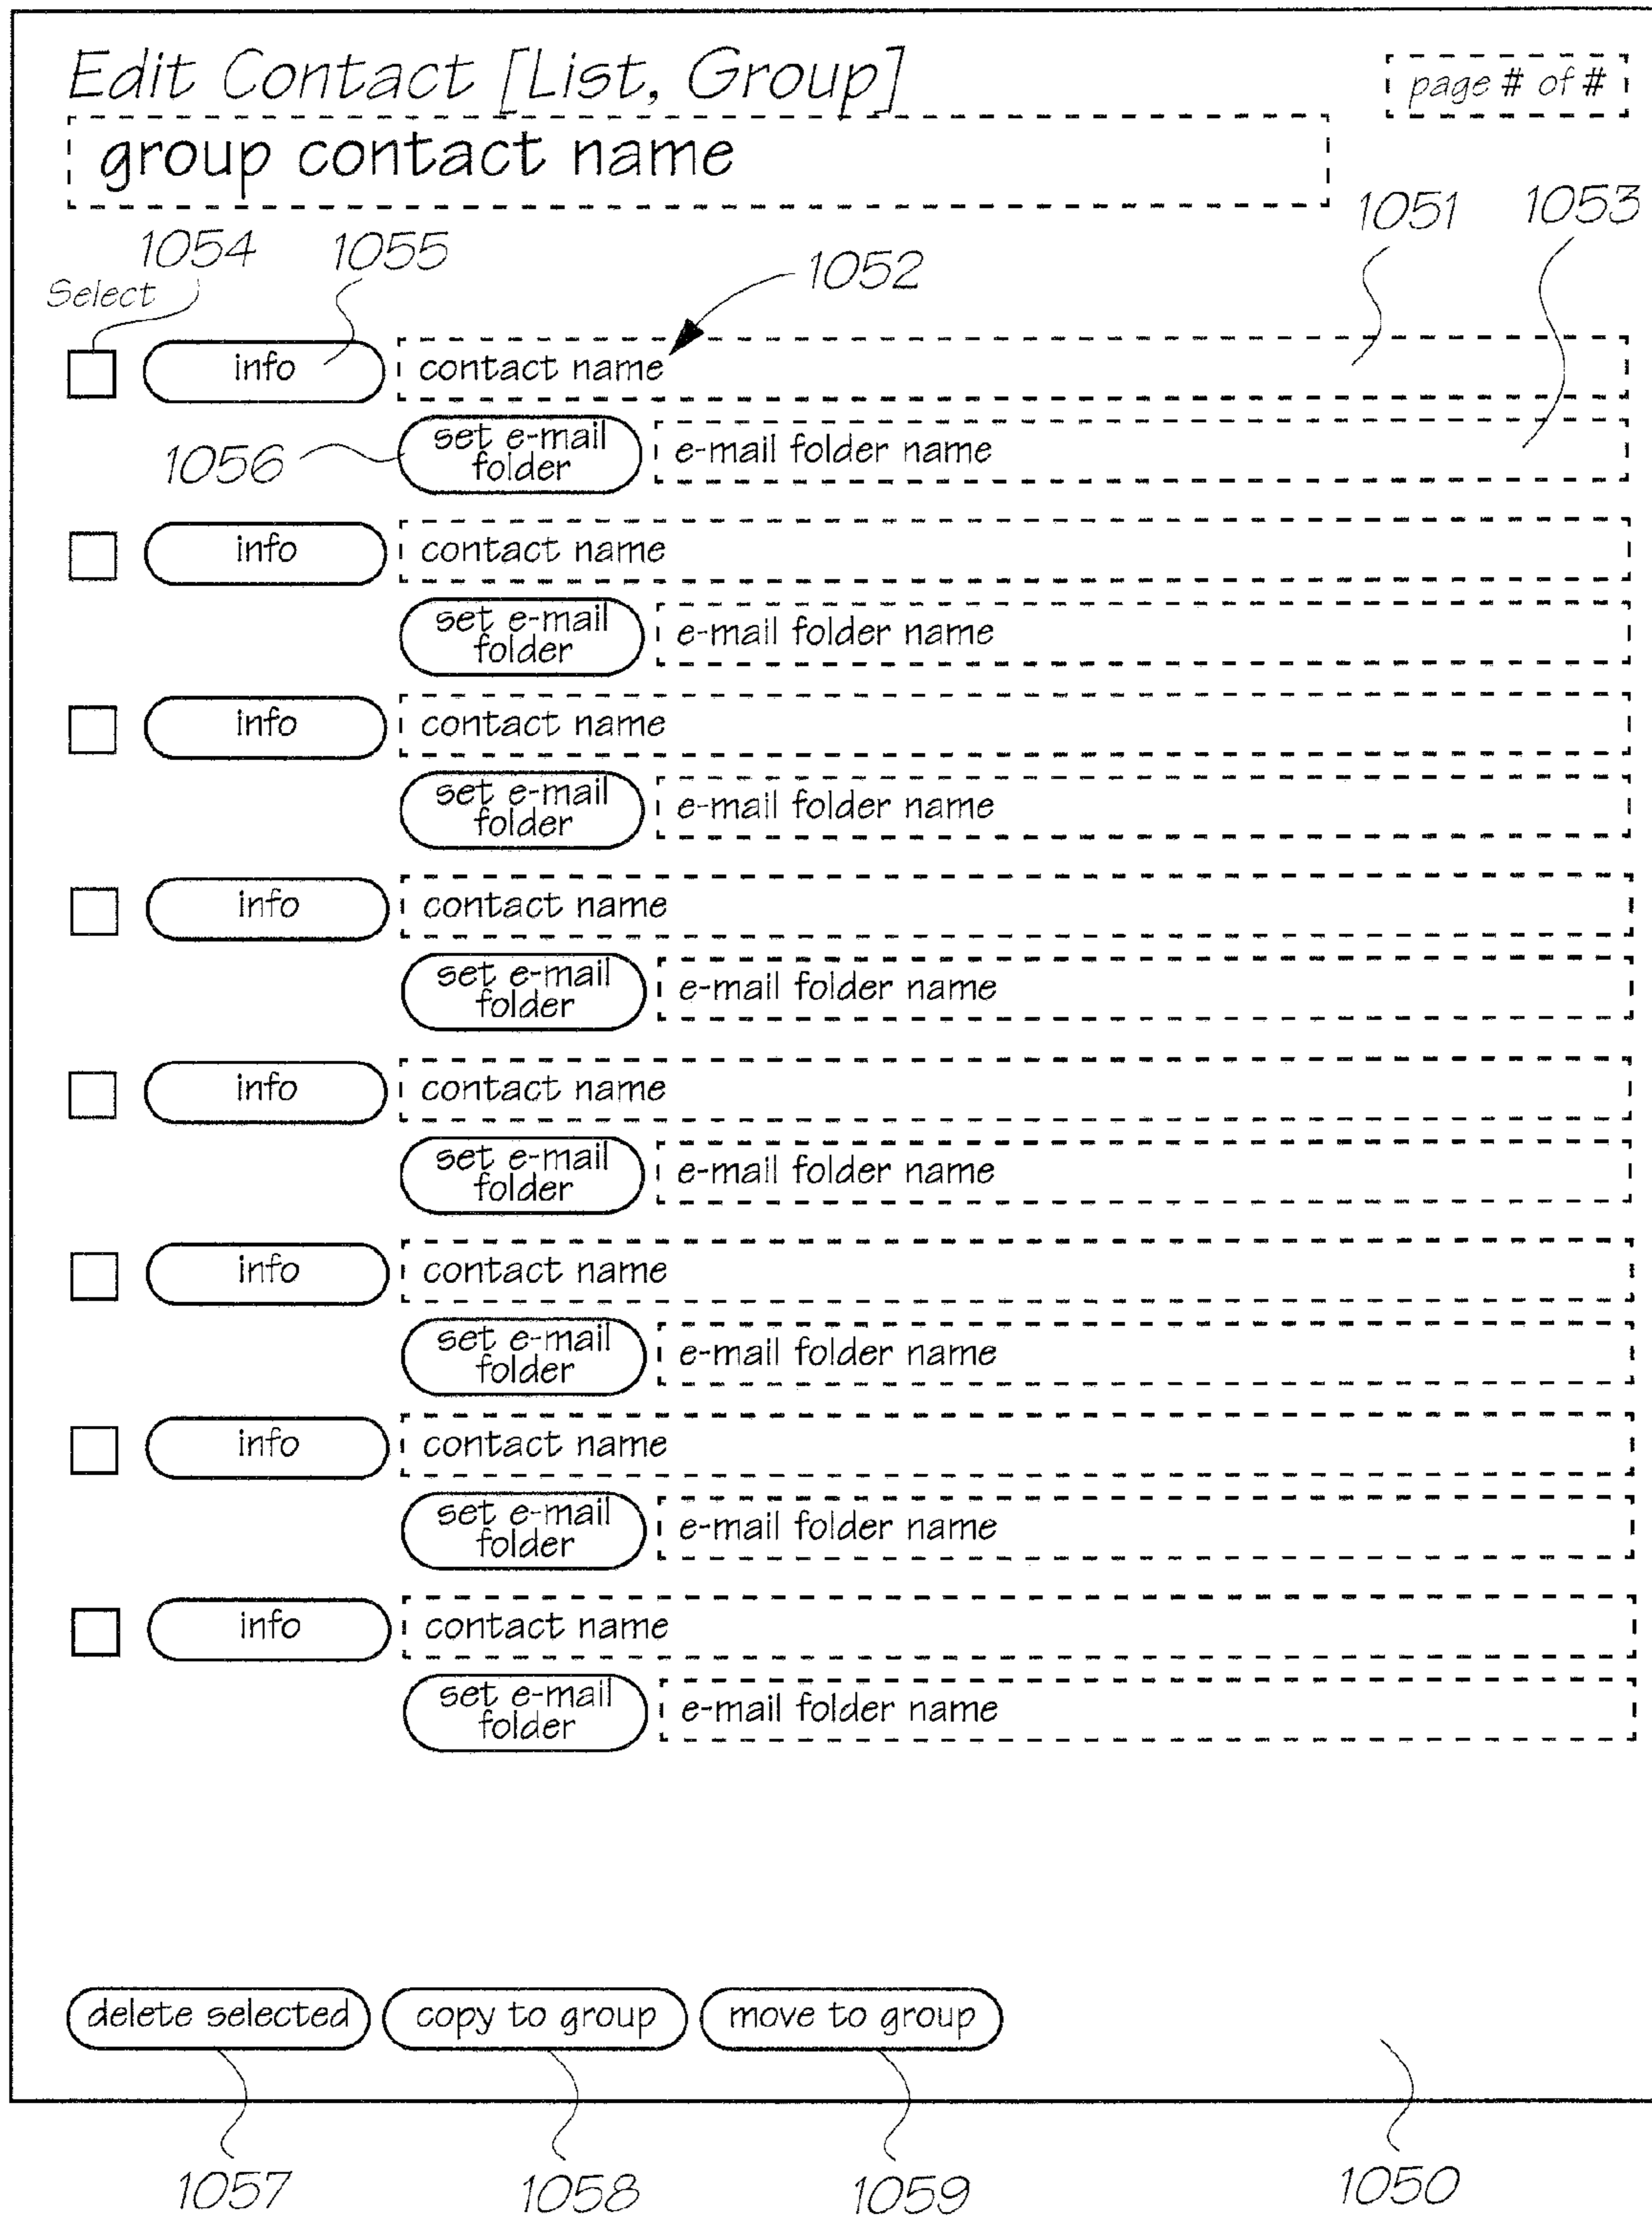 Edit Contact [List, Group]
page # of #
group contact name
1051 1053
1054 1055 1052
Select
info contact name
1056 set e-mail folder e-mail folder name
info contact name
set e-mail folder e-mail folder name
info contact name
set e-mail folder e-mail folder name
info contact name
set e-mail folder e-mail folder name
info contact name
set e-mail folder e-mail folder name
info contact name
set e-mail folder e-mail folder name
info contact name
set e-mail folder e-mail folder name
info contact name
set e-mail folder e-mail folder name
delete selected copy to group move to group
1057 1058 1059 1050